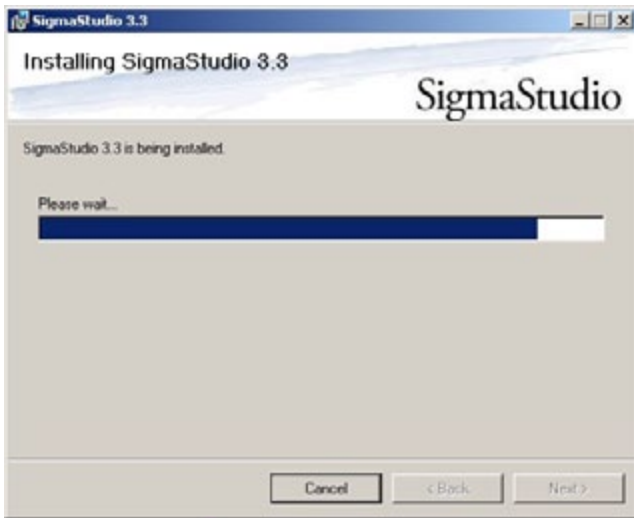 SigmaStudio 3.3
Installing SigmaStudio 3.3
SigmaStudio
SigmaStudio 3.3 is being installed.
Please wait...
Cancel
< Back
Next >